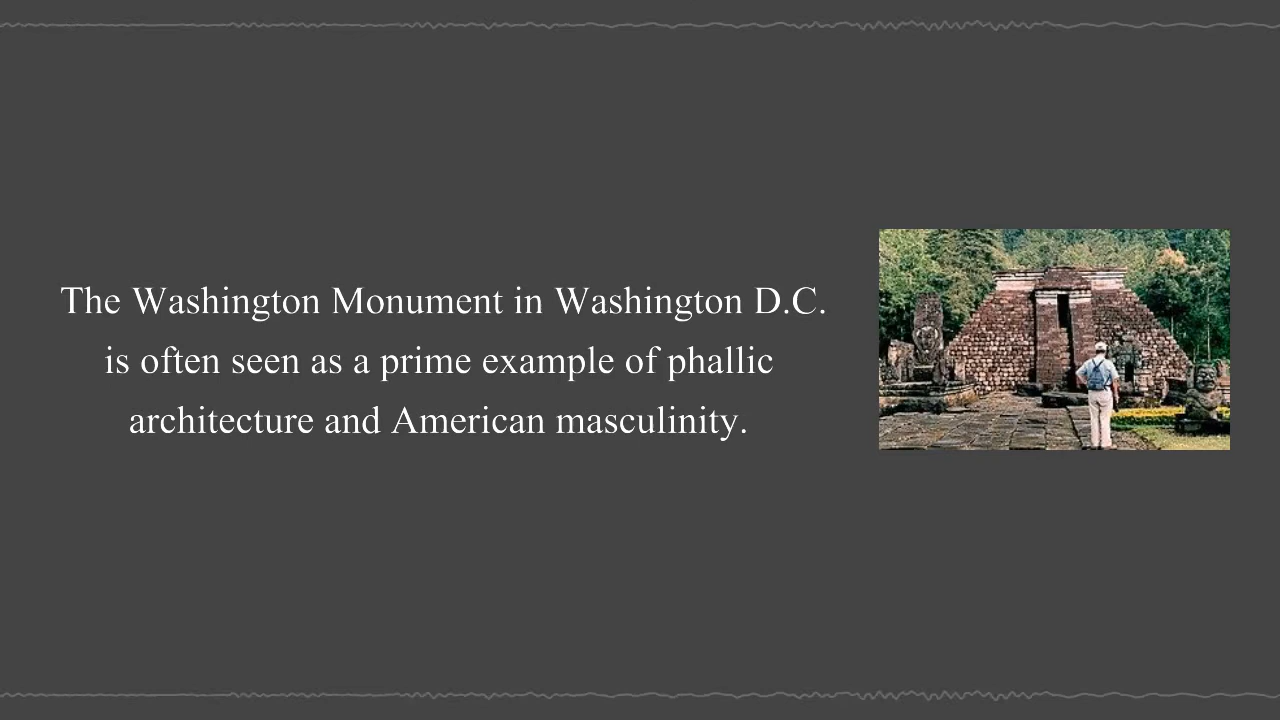 The Washington Monument in Washington D.C.
is often seen as a prime example of phallic
architecture and American masculinity.